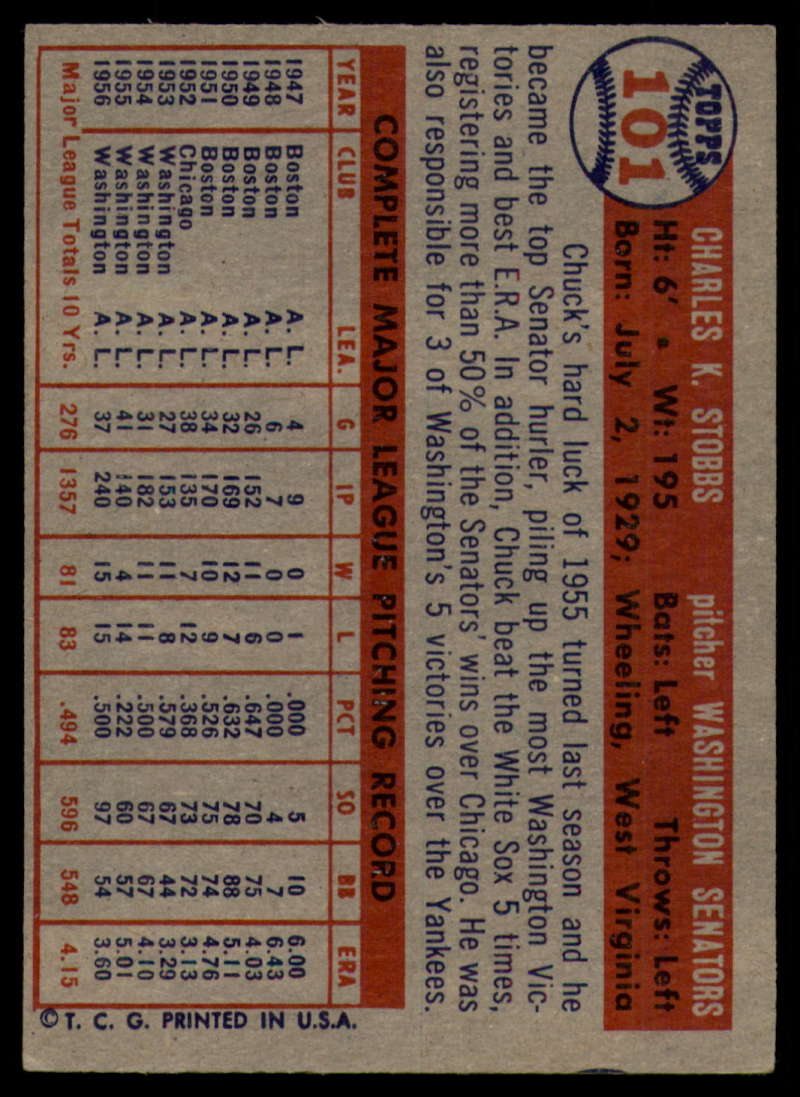 TOPPS
101
CHARLES K. STOBBS pitcher WASHINGTON SENATORS
Ht: 6' • Wt: 195 Bats: Left Throws: Left
Born: July 2, 1929; Wheeling, West Virginia
Chuck's hard luck of 1955 turned last season and he
became the top Senator hurler, piling up the most Washington Vic-
tories and best E.R.A. In addition, Chuck beat the White Sox 5 times,
registering more than 50% of the Senators' wins over Chicago. He was
also responsible for 3 of Washington's 5 victories over the Yankees.
COMPLETE MAJOR LEAGUE PITCHING RECORD
YEAR CLUB LEA. G IP W L PCT SO BB ERA
1947 Boston A. L. 4 9 0 1 .000 5 10 6.00
1948 Boston A. L. 6 7 0 0 .000 4 7 6.43
1949 Boston A. L. 26 152 11 6 .647 70 75 4.03
1950 Boston A. L. 32 169 12 7 .632 78 88 5.11
1951 Boston A. L. 34 170 10 9 .526 75 74 4.76
1952 Chicago A. L. 38 135 7 12 .368 73 72 3.13
1953 Washington A. L. 27 153 11 8 .579 67 44 3.29
1954 Washington A. L. 31 182 11 11 .500 67 67 4.10
1955 Washington A. L. 41 140 4 14 .222 60 57 5.01
1956 Washington A. L. 37 240 15 15 .500 97 54 3.60
Major League Totals 10 Yrs. 276 1357 81 83 .494 596 548 4.15
© T. C. G. PRINTED IN U.S.A.